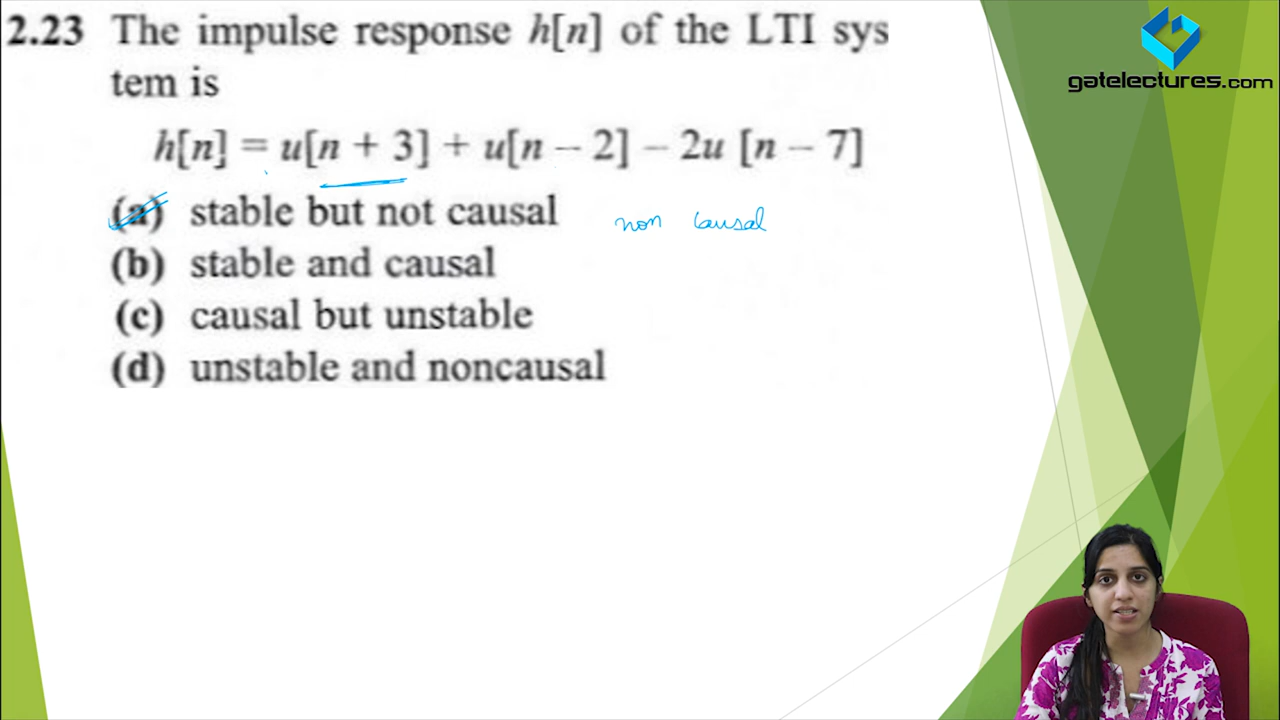 2.23 The impulse response h[n] of the LTI sys
tem is
h[n] = u[n + 3] + u[n − 2] − 2u [n − 7]
(a) stable but not causal non causal
(b) stable and causal
(c) causal but unstable
(d) unstable and noncausal
gatelectures.com